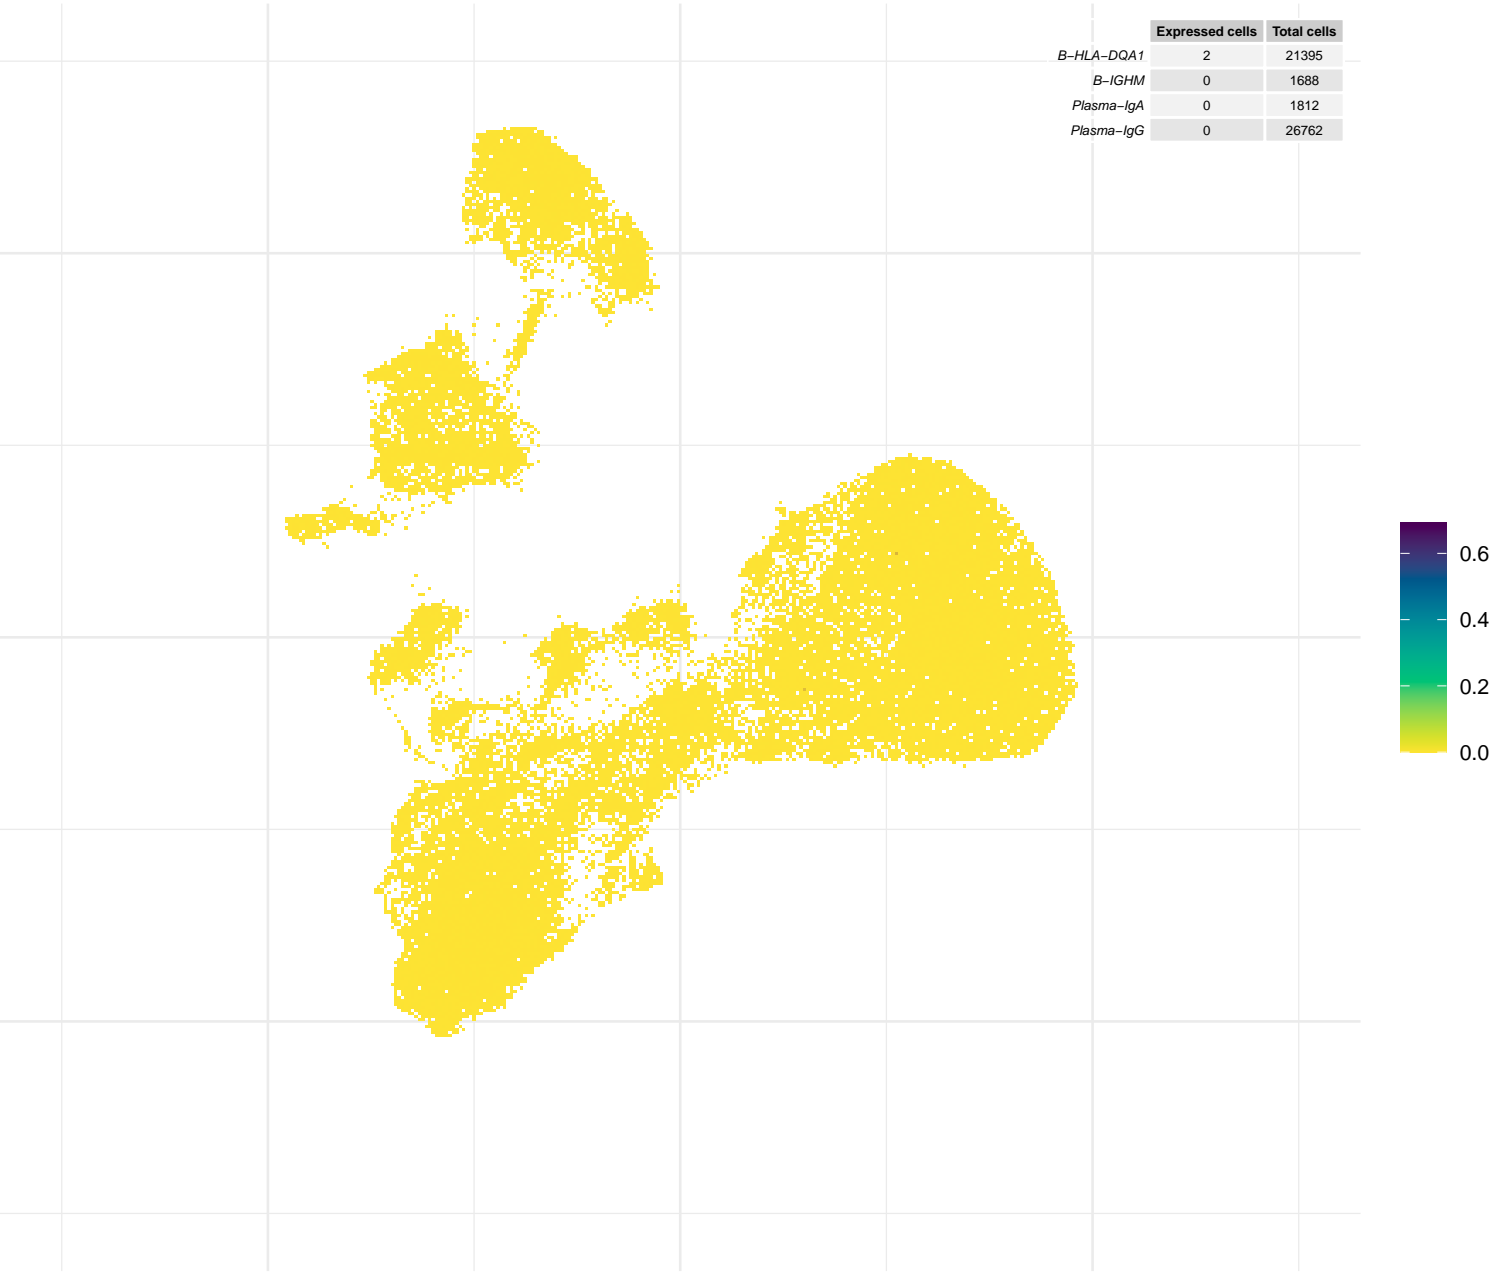 Expressed cells Total cells
B−HLA−DQA1 2 21395
B−IGHM 0 1688
Plasma−IgA 0 1812
Plasma−IgG 0 26762
0.6
0.4
0.2
0.0